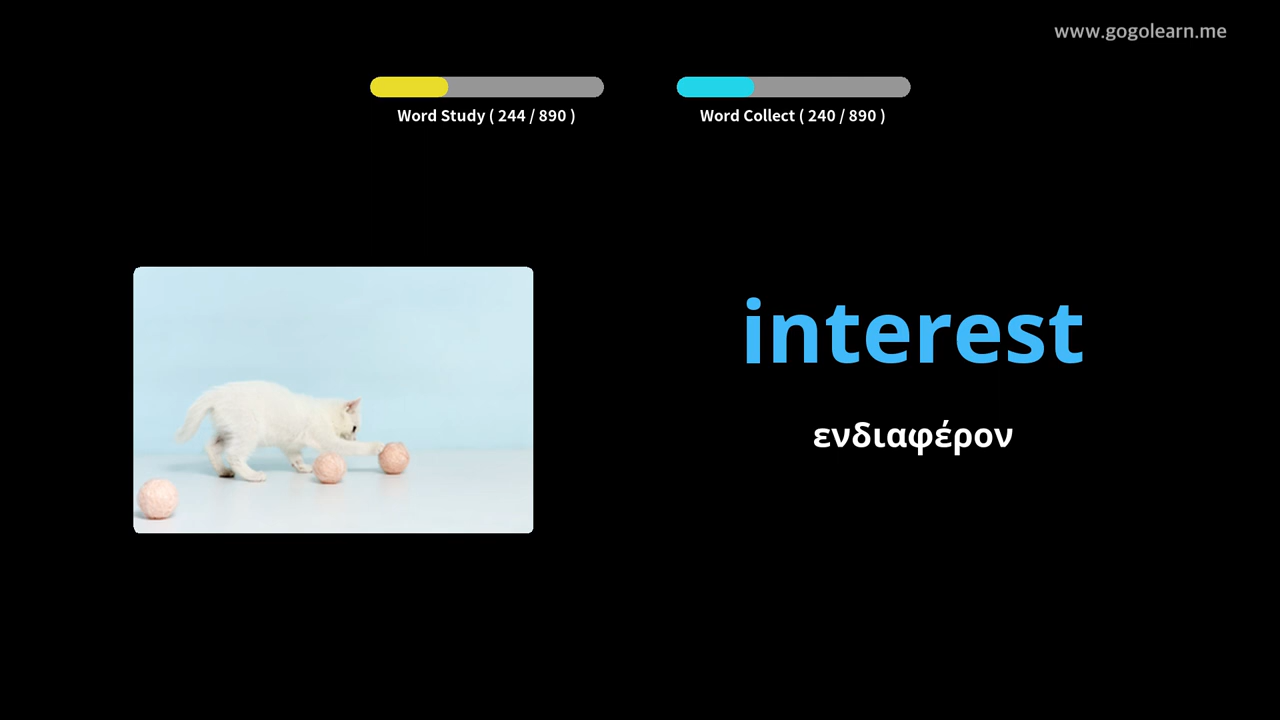 www.gogolearn.me
Word Study ( 244 / 890 )
Word Collect ( 240 / 890 )
interest
ενδιαφέρον